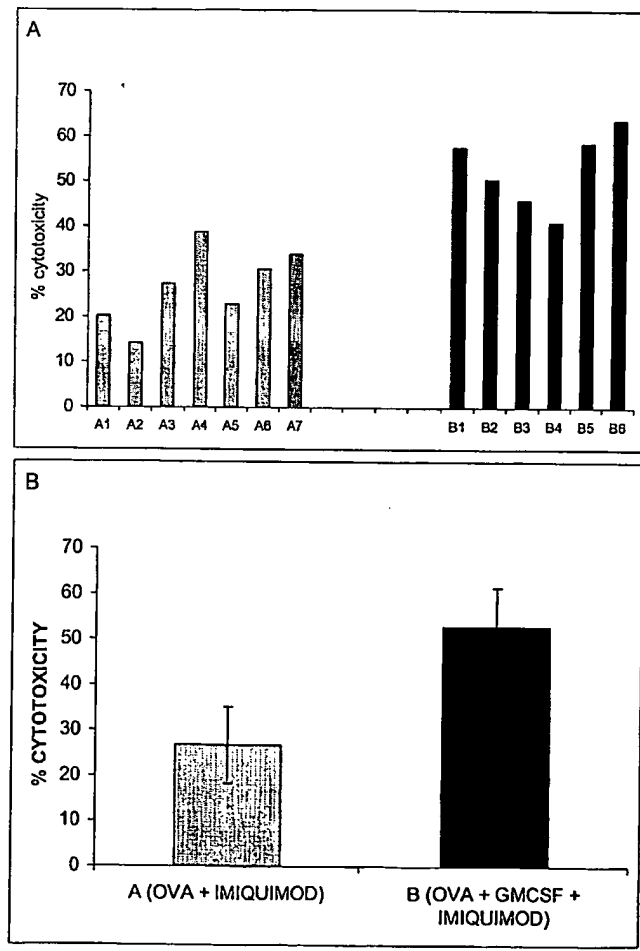 A
% cytotoxicity
70
60
50
40
30
20
10
0
A1 A2 A3 A4 A5 A6 A7 B1 B2 B3 B4 B5 B6
B
% CYTOTOXICITY
70
60
50
40
30
20
10
0
A (OVA + IMIQUIMOD) B (OVA + GMCSF +
IMIQUIMOD)